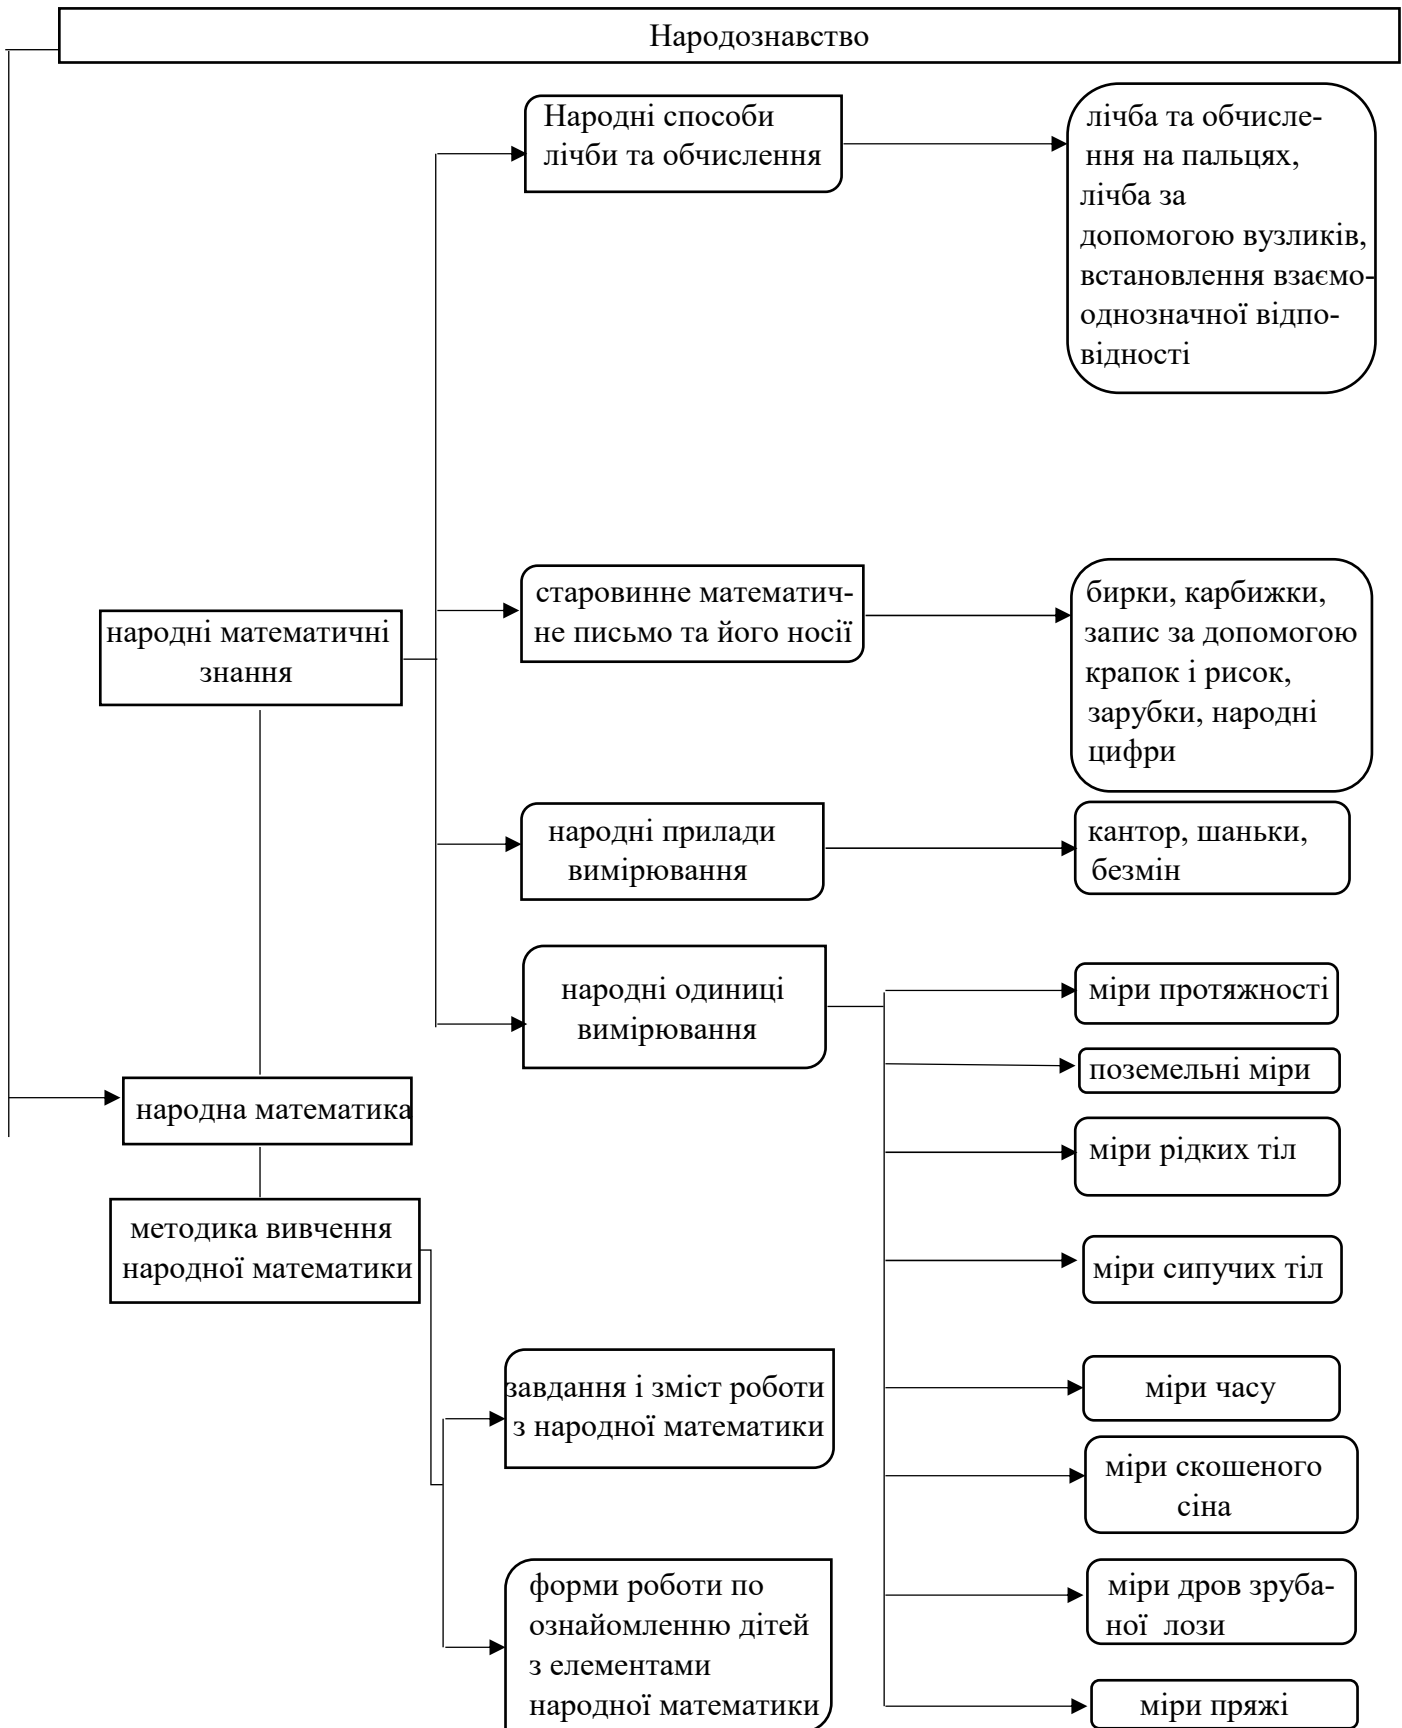 Народознавство
Народні способи
лічби та обчислення
лічба та обчисле-
ння на пальцях,
лічба за
допомогою вузликів,
встановлення взаємо-
однозначної відпо-
відності
народні математичні
знання
старовинне математич-
не письмо та його носії
бирки, карбижки,
запис за допомогою
крапок і рисок,
зарубки, народні
цифри
народні прилади
вимірювання
кантор, шаньки,
безмін
народні одиниці
вимірювання
міри протяжності
поземельні міри
народна математика
міри рідких тіл
методика вивчення
народної математики
міри сипучих тіл
завдання і зміст роботи
з народної математики
міри часу
міри скошеного
сіна
форми роботи по
ознайомленню дітей
з елементами
народної математики
міри дров зруба-
ної лози
міри пряжі